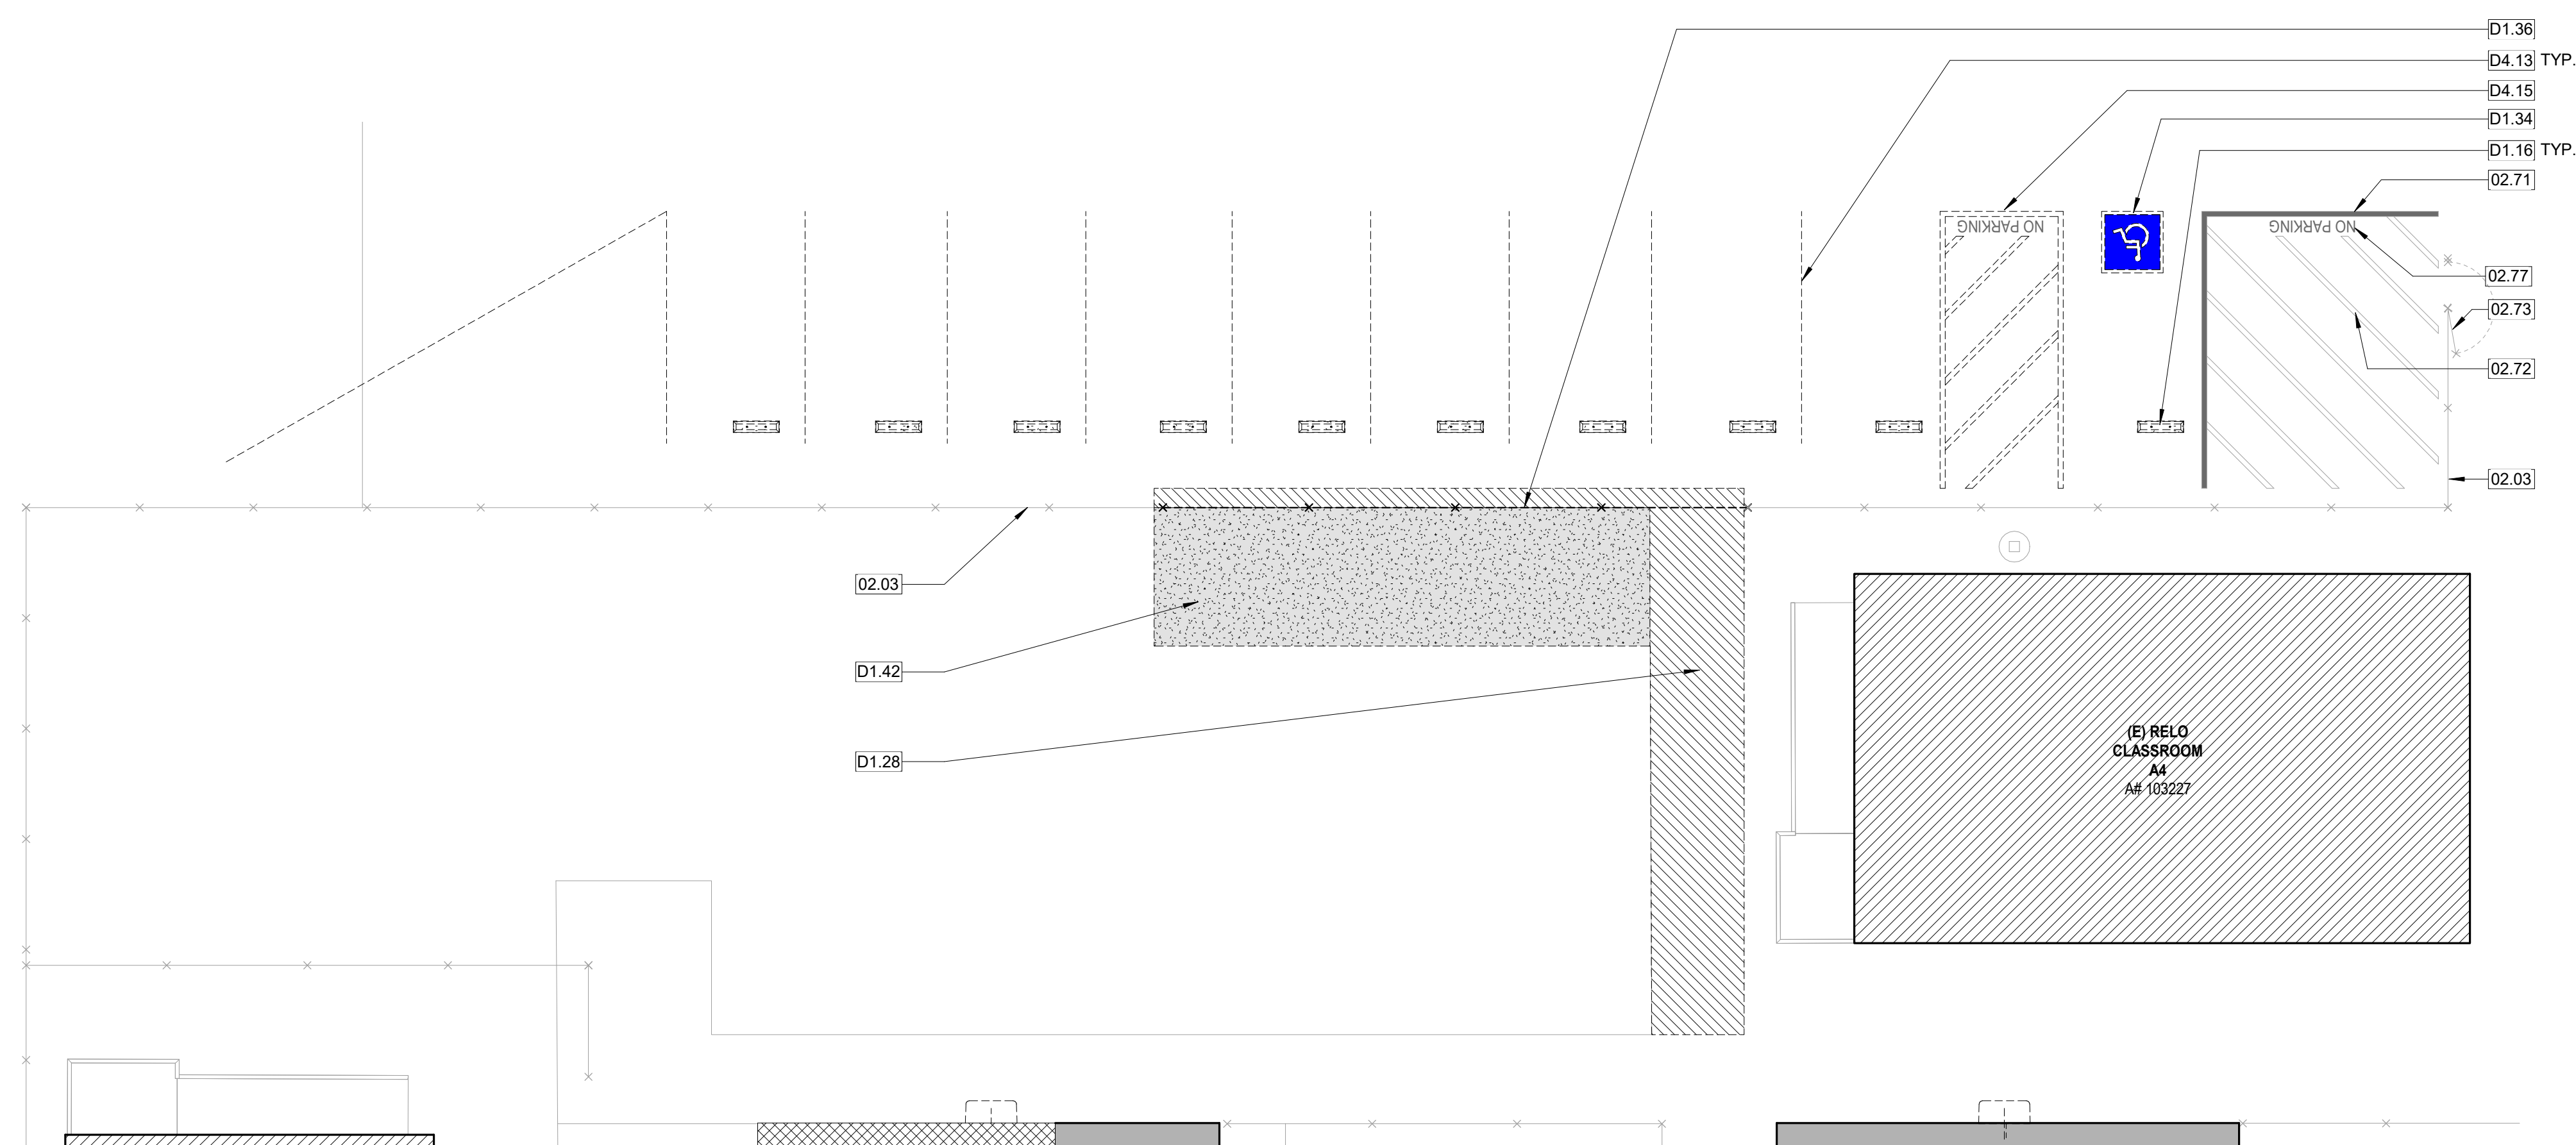 D1.36
D4.13 TYP.
D4.15
D1.34
D1.16 TYP.
02.71
NO PARKING
NO PARKING
02.77
02.73
02.72
02.03
02.03
D1.42
D1.28
(E) RELO
CLASSROOM
A4
A# 103227